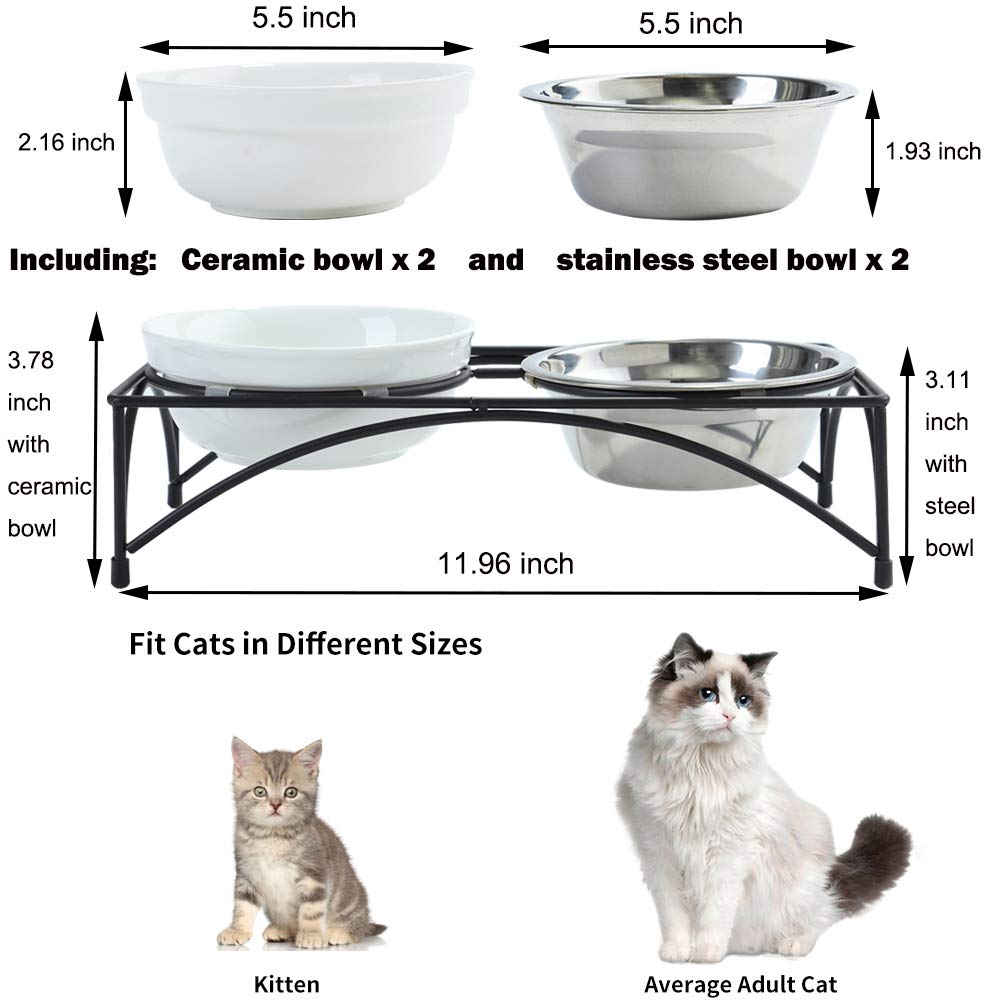 5.5 inch
5.5 inch
2.16 inch
1.93 inch
Including: Ceramic bowl x 2 and stainless steel bowl x 2
3.78
inch
with
ceramic
bowl
3.11
inch
with
steel
bowl
11.96 inch
Fit Cats in Different Sizes
Kitten
Average Adult Cat